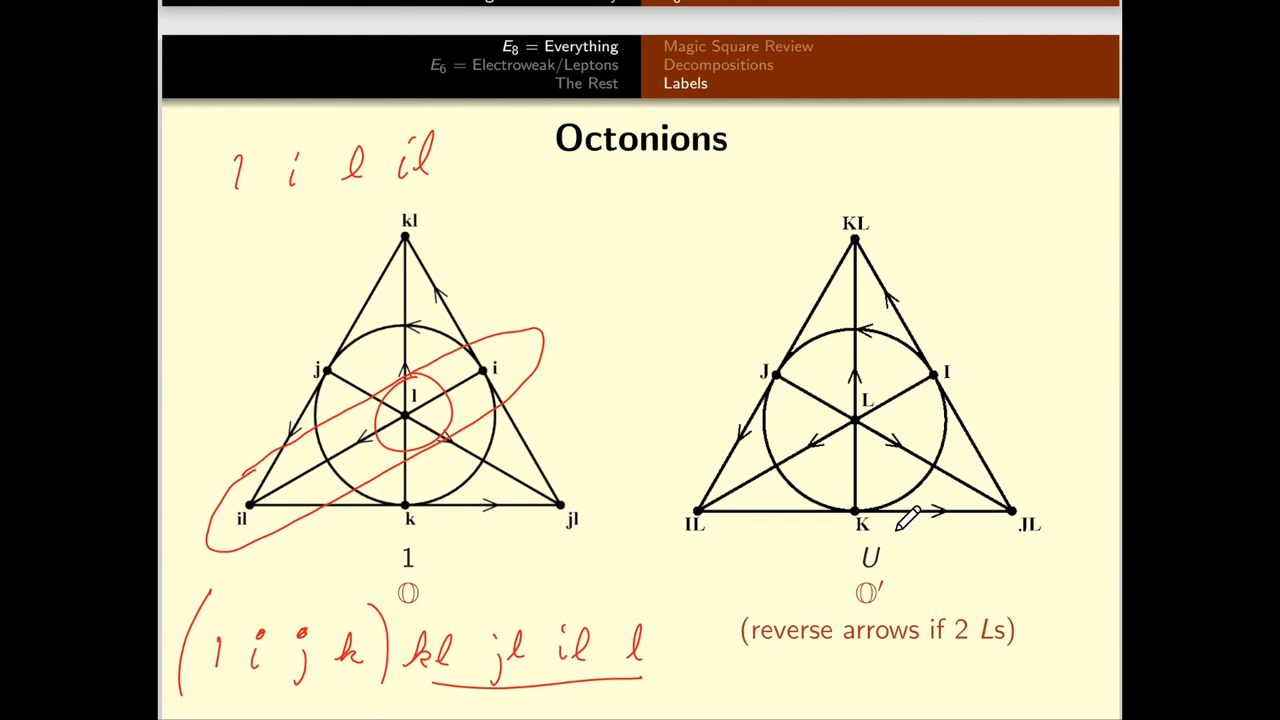 E₈ = Everything
E₆ = Electroweak/Leptons
The Rest
Magic Square Review
Decompositions
Labels
Octonions
1 i l il
kl
j
i
l
il
k
jl
1
𝕆
(1 i j k) kl jl il l
KL
J
I
L
IL
K
JL
U
𝕆′
(reverse arrows if 2 Ls)